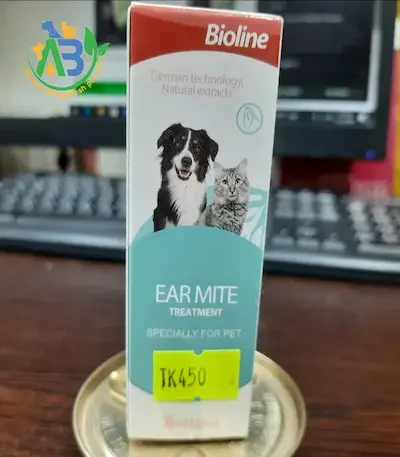 AB
Bioline
German technology,
Natural extracts
EAR MITE
TREATMENT
SPECIALLY FOR PET
TK450